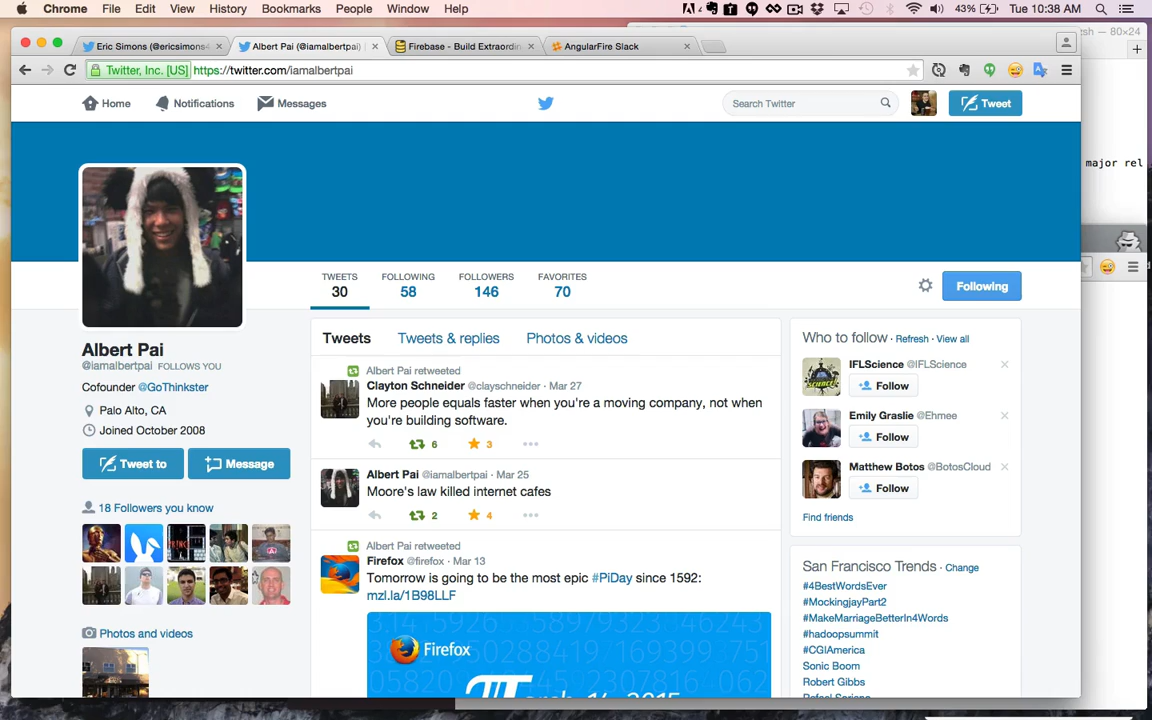 Chrome File Edit View History Bookmarks People Window Help 43% Tue 10:38 AM
Eric Simons (@ericsimons
Albert Pai (@iamalbertpai)
Firebase - Build Extraordin
AngularFire Slack
80×24
Twitter, Inc. [US] https://twitter.com/iamalbertpai
Home Notifications Messages Search Twitter Tweet
major rel
TWEETS FOLLOWING FOLLOWERS FAVORITES
30 58 146 70
Following
Albert Pai
@iamalbertpai FOLLOWS YOU
Cofounder @GoThinkster
Palo Alto, CA
Joined October 2008
Tweet to Message
18 Followers you know
Photos and videos
Tweets Tweets & replies Photos & videos
Albert Pai retweeted
Clayton Schneider @clayschneider · Mar 27
More people equals faster when you're a moving company, not when
you're building software.
6 3
Albert Pai @iamalbertpai · Mar 25
Moore's law killed internet cafes
2 4
Albert Pai retweeted
Firefox @firefox · Mar 13
Tomorrow is going to be the most epic #PiDay since 1592:
mzl.la/1B98LLF
Firefox
Who to follow · Refresh · View all
IFLScience @IFLScience
Follow
Emily Graslie @Ehmee
Follow
Matthew Botos @BotosCloud
Follow
Find friends
San Francisco Trends · Change
#4BestWordsEver
#MockingjayPart2
#MakeMarriageBetterIn4Words
#hadoopsummit
#CGIAmerica
Sonic Boom
Robert Gibbs